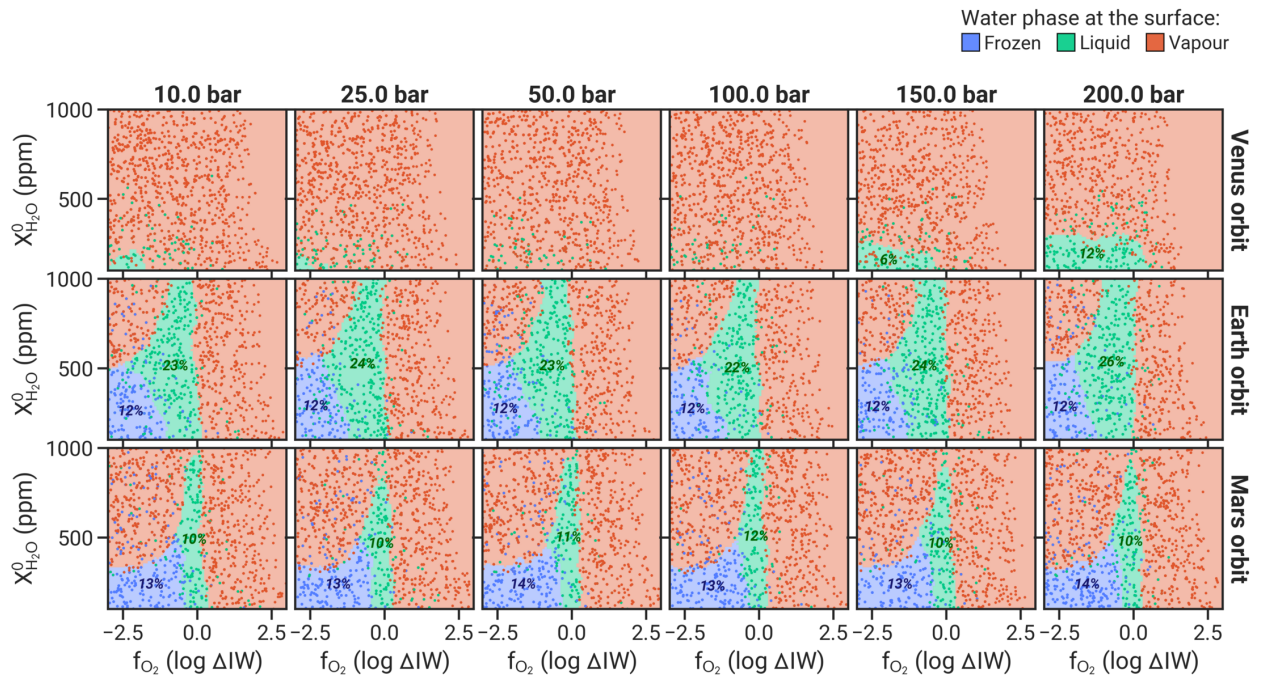 Water phase at the surface:
Frozen Liquid Vapour
10.0 bar 25.0 bar 50.0 bar 100.0 bar 150.0 bar 200.0 bar
1000
500
X⁰H₂O (ppm)
6%
12%
Venus orbit
1000
500
X⁰H₂O (ppm)
23% 24% 23% 22% 24% 26%
12% 12% 12% 12% 12% 12%
Earth orbit
1000
500
X⁰H₂O (ppm)
10% 10% 11% 12% 10% 10%
13% 13% 14% 13% 13% 14%
Mars orbit
−2.5 0.0 2.5 −2.5 0.0 2.5 −2.5 0.0 2.5 −2.5 0.0 2.5 −2.5 0.0 2.5 −2.5 0.0 2.5
fO₂ (log ΔIW) fO₂ (log ΔIW) fO₂ (log ΔIW) fO₂ (log ΔIW) fO₂ (log ΔIW) fO₂ (log ΔIW)